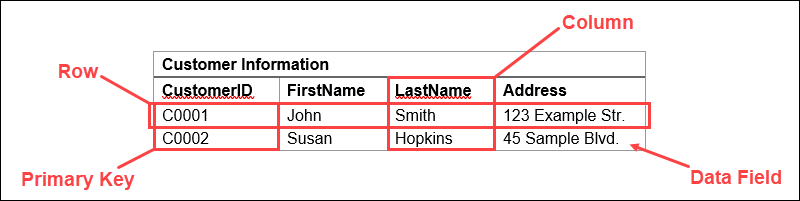 Column
Row
Customer Information
CustomerID FirstName LastName Address
C0001 John Smith 123 Example Str.
C0002 Susan Hopkins 45 Sample Blvd.
Primary Key
Data Field